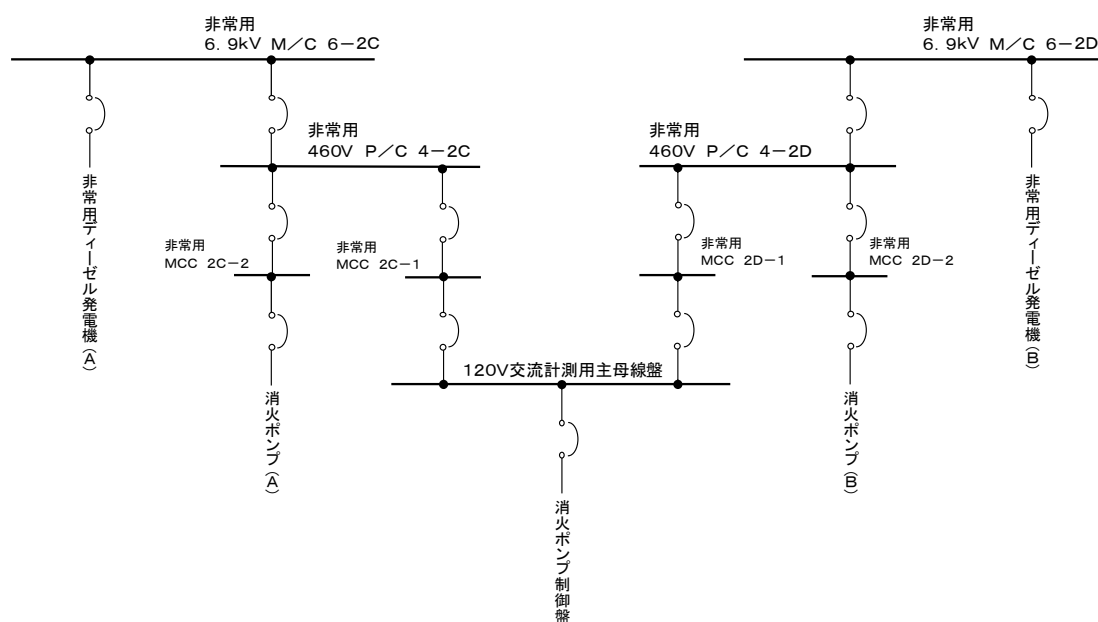 非常用
6.9kV M/C 6-2C
非常用
6.9kV M/C 6-2D
非常用
460V P/C 4-2C
非常用
460V P/C 4-2D
非常用ディーゼル発電機(A)
非常用
MCC 2C-2
非常用
MCC 2C-1
非常用
MCC 2D-1
非常用
MCC 2D-2
非常用ディーゼル発電機(B)
120V交流計測用主母線盤
消火ポンプ(A)
消火ポンプ(B)
消火ポンプ制御盤